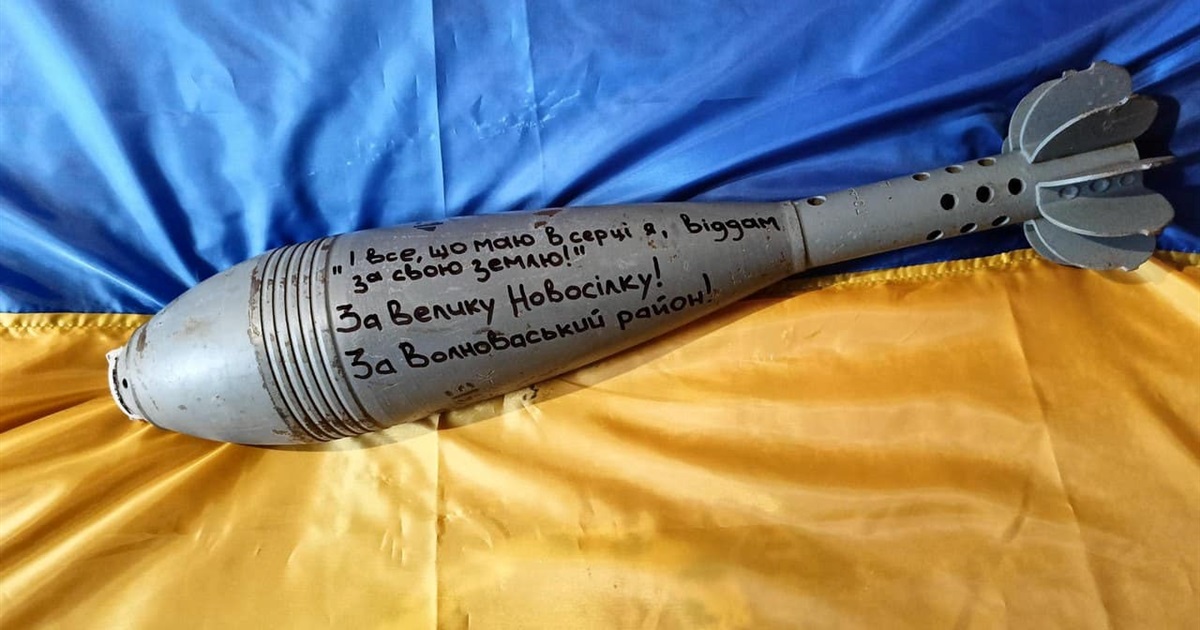 "І все, що маю в серці я, віддам
за свою землю!"
За Велику Новосілку!
За Волноваський район!